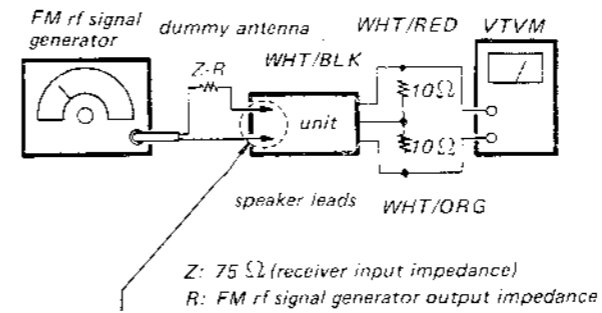 FM rf signal
generator
dummy antenna
Z-R
WHT/BLK
WHT/RED
VTVM
10Ω
unit
10Ω
speaker leads
WHT/ORG
Z: 75 Ω (receiver input impedance)
R: FM rf signal generator output impedance